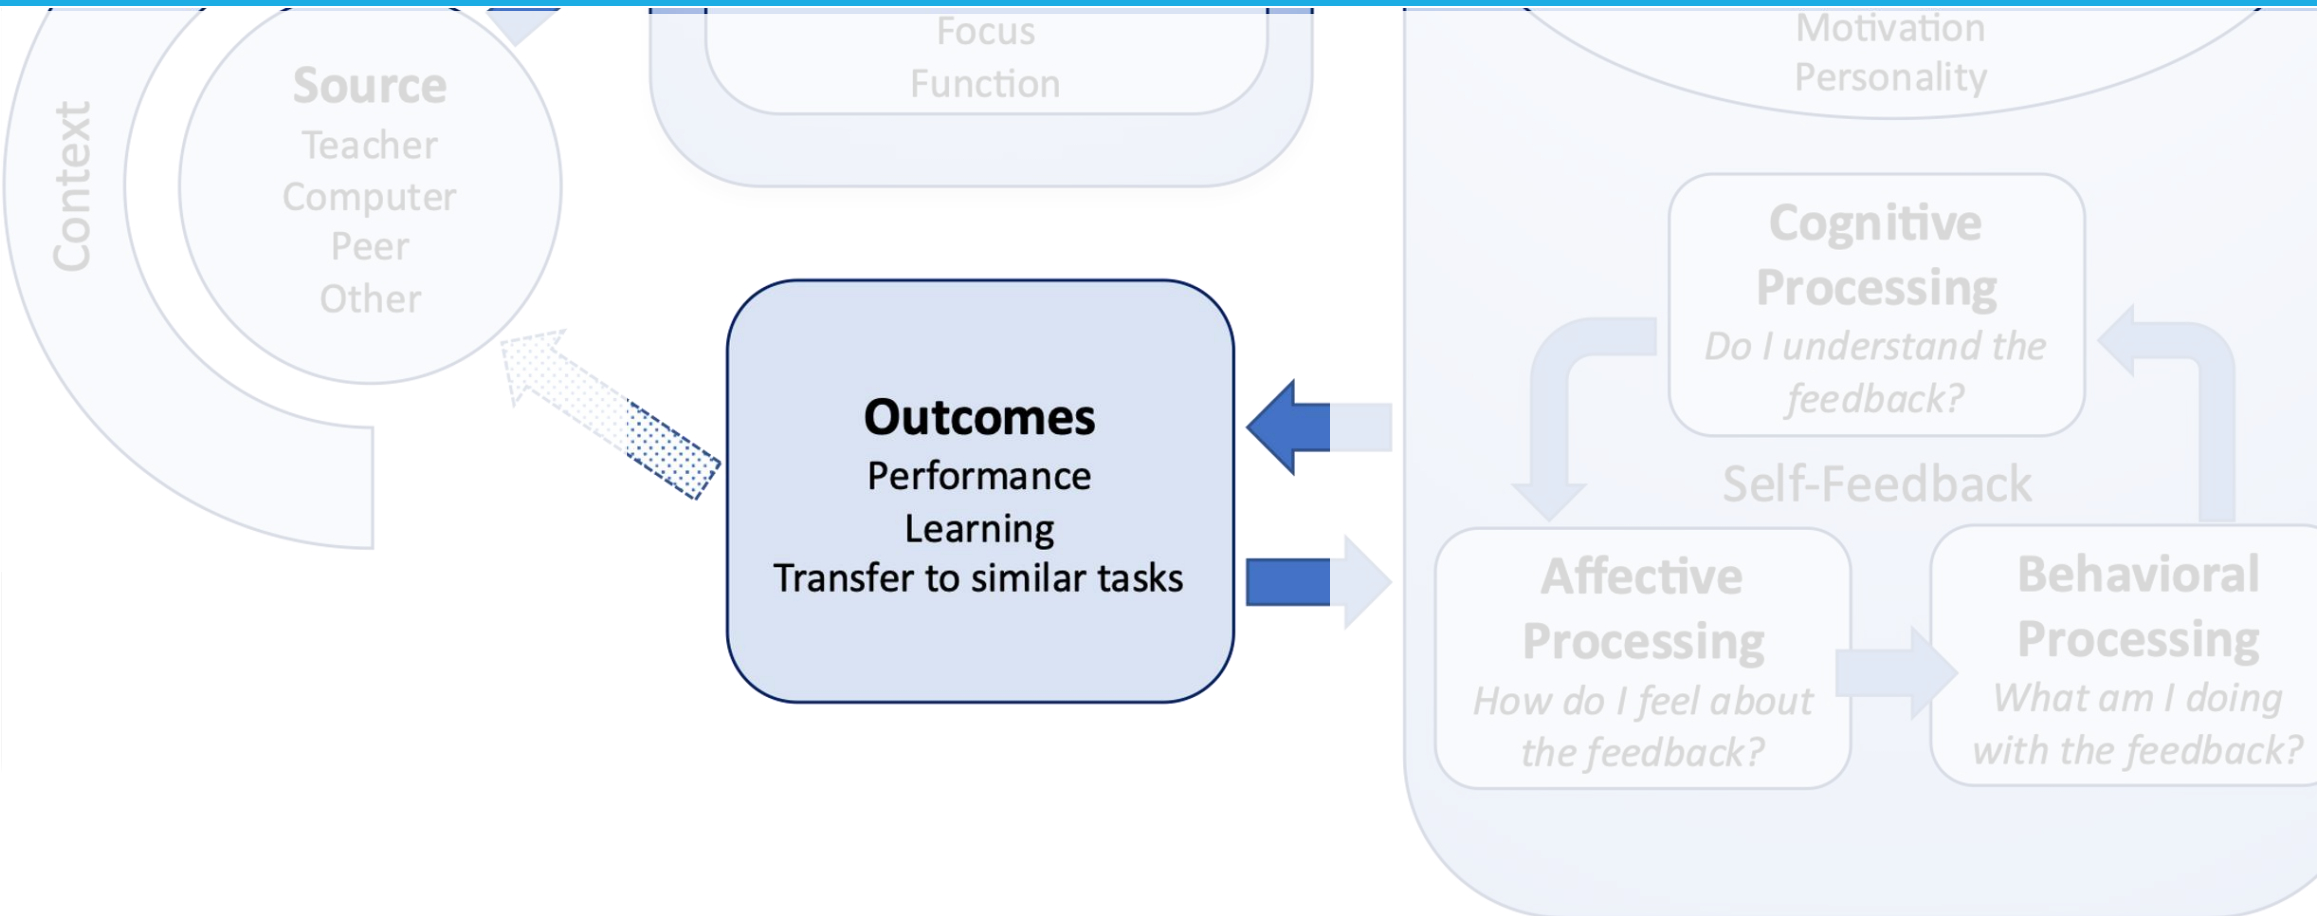 Context
Source
Teacher
Computer
Peer
Other
Focus
Function
Motivation
Personality
Outcomes
Performance
Learning
Transfer to similar tasks
Cognitive
Processing
Do I understand the
feedback?
Self-Feedback
Affective
Processing
How do I feel about
the feedback?
Behavioral
Processing
What am I doing
with the feedback?